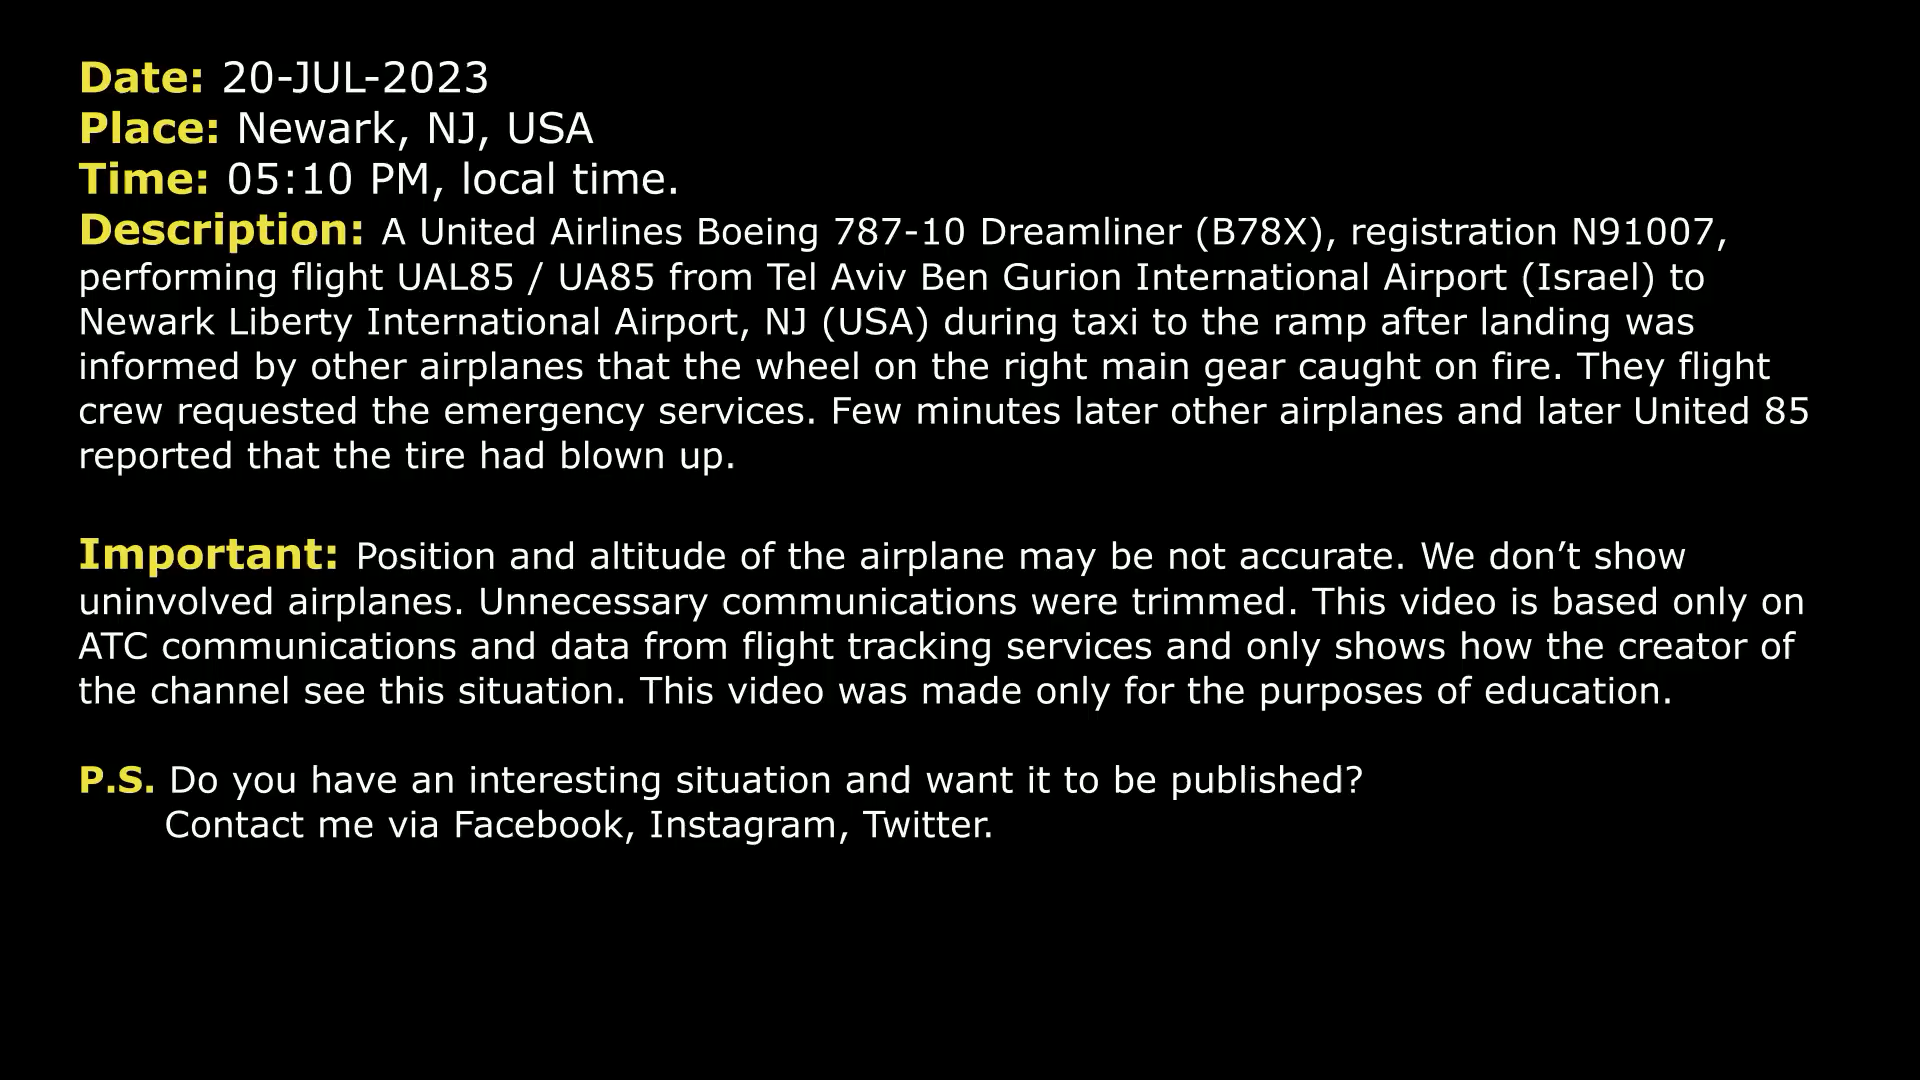 Date: 20-JUL-2023
Place: Newark, NJ, USA
Time: 05:10 PM, local time.
Description: A United Airlines Boeing 787-10 Dreamliner (B78X), registration N91007,
performing flight UAL85 / UA85 from Tel Aviv Ben Gurion International Airport (Israel) to
Newark Liberty International Airport, NJ (USA) during taxi to the ramp after landing was
informed by other airplanes that the wheel on the right main gear caught on fire. They flight
crew requested the emergency services. Few minutes later other airplanes and later United 85
reported that the tire had blown up.
Important: Position and altitude of the airplane may be not accurate. We don’t show
uninvolved airplanes. Unnecessary communications were trimmed. This video is based only on
ATC communications and data from flight tracking services and only shows how the creator of
the channel see this situation. This video was made only for the purposes of education.
P.S. Do you have an interesting situation and want it to be published?
Contact me via Facebook, Instagram, Twitter.